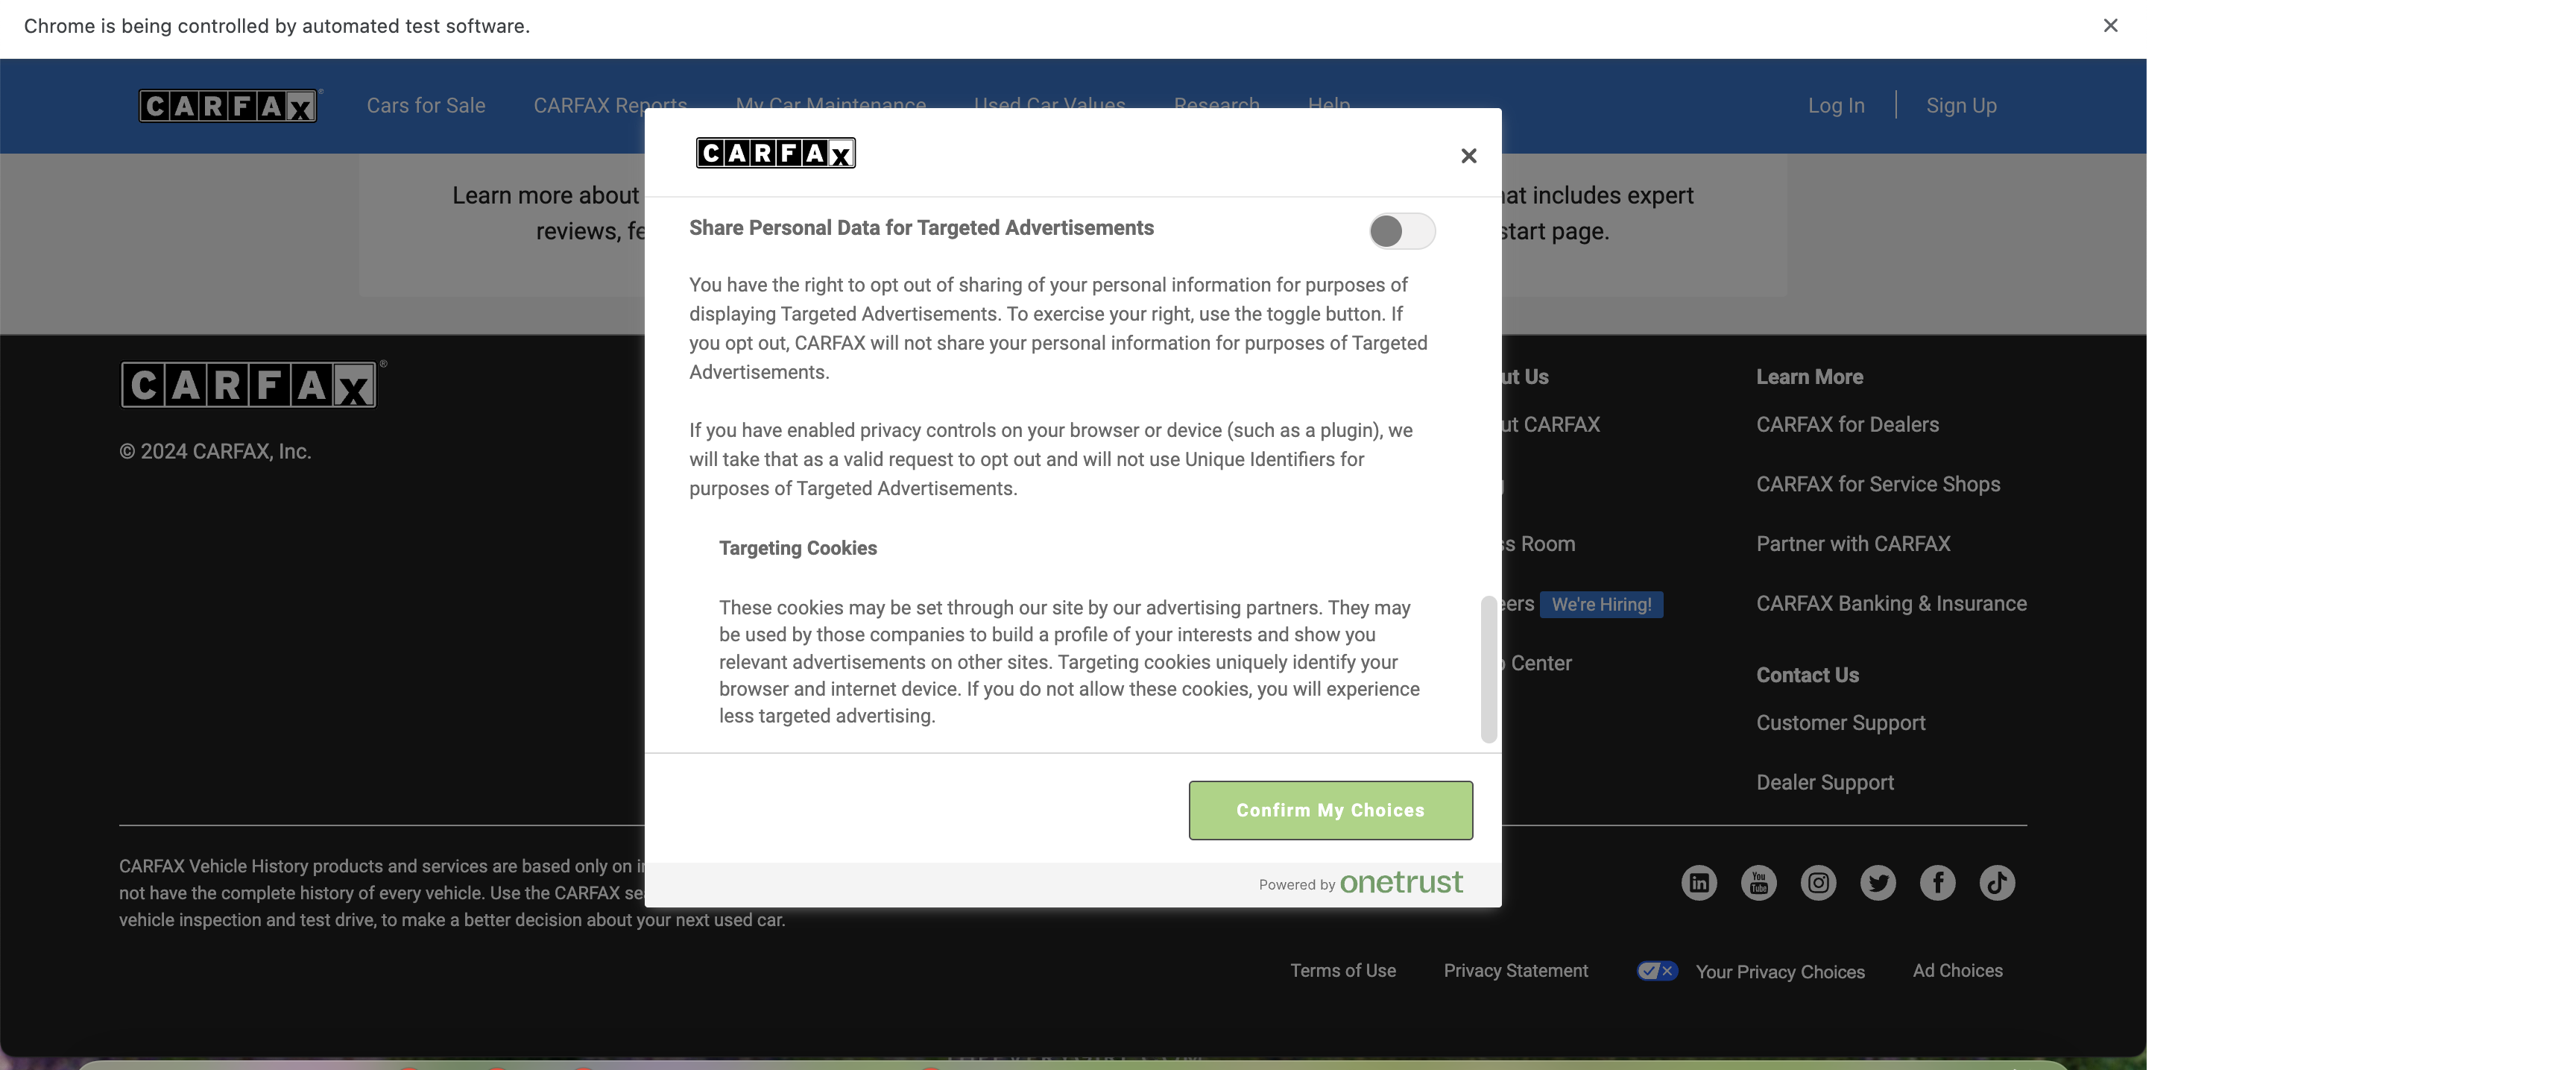 Chrome is being controlled by automated test software.
CARFAX
Cars for Sale
CARFAX Reports
My Car Maintenance
Used Car Values
Research
Help
Log In
Sign Up
CARFAX
Learn more about
reviews,
that includes expert
start page.
Share Personal Data for Targeted Advertisements
You have the right to opt out of sharing of your personal information for purposes of
displaying Targeted Advertisements. To exercise your right, use the toggle button. If
you opt out, CARFAX will not share your personal information for purposes of Targeted
Advertisements.
If you have enabled privacy controls on your browser or device (such as a plugin), we
will take that as a valid request to opt out and will not use Unique Identifiers for
purposes of Targeted Advertisements.
Targeting Cookies
These cookies may be set through our site by our advertising partners. They may
be used by those companies to build a profile of your interests and show you
relevant advertisements on other sites. Targeting cookies uniquely identify your
browser and internet device. If you do not allow these cookies, you will experience
less targeted advertising.
Confirm My Choices
Powered by onetrust
CARFAX®
© 2024 CARFAX, Inc.
ut Us
ut CARFAX
ss Room
eers We're Hiring!
Center
Learn More
CARFAX for Dealers
CARFAX for Service Shops
Partner with CARFAX
CARFAX Banking & Insurance
Contact Us
Customer Support
Dealer Support
CARFAX Vehicle History products and services are based only on
not have the complete history of every vehicle. Use the CARFAX
vehicle inspection and test drive, to make a better decision about your next used car.
in
You Tube
f
Terms of Use
Privacy Statement
Your Privacy Choices
Ad Choices